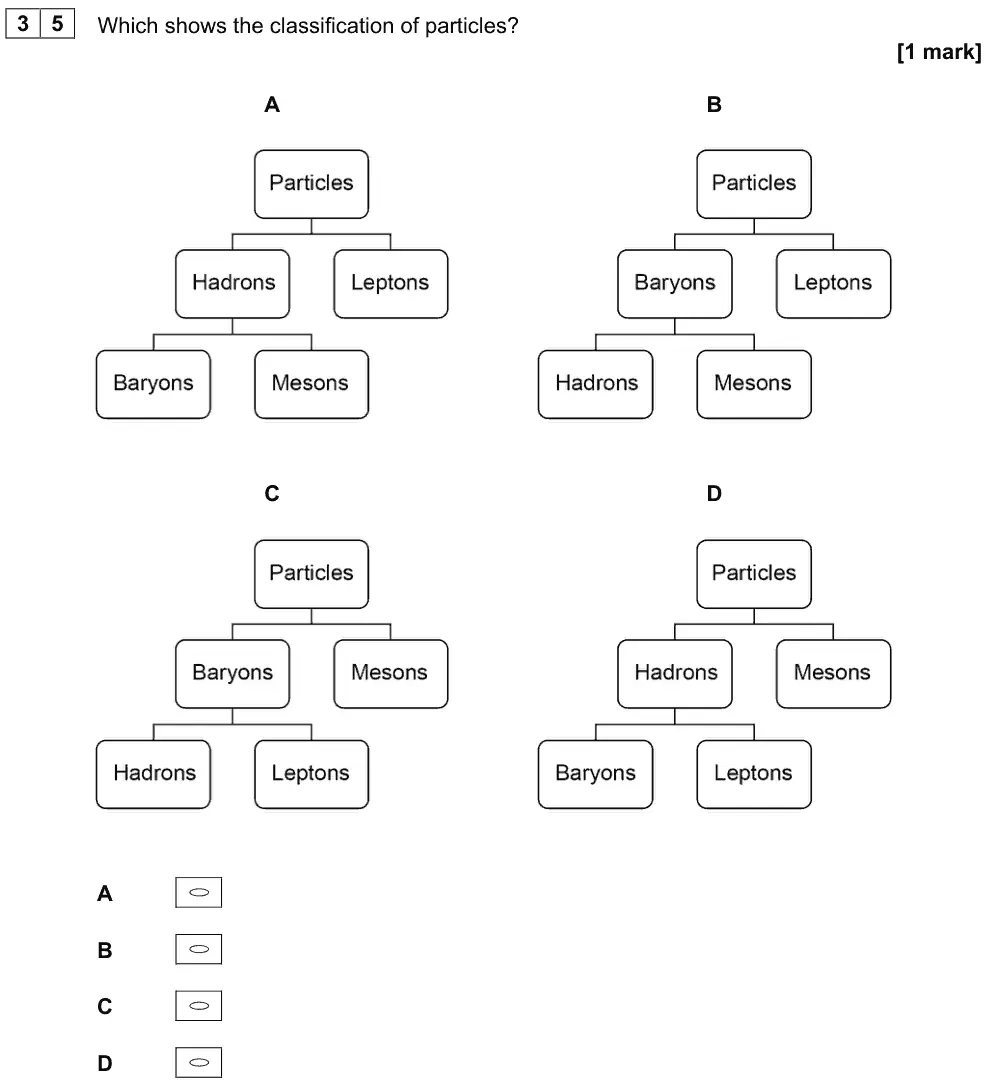 3 5 Which shows the classification of particles?
[1 mark]
A B
Particles Particles
Hadrons Leptons Baryons Leptons
Baryons Mesons Hadrons Mesons
C D
Particles Particles
Baryons Mesons Hadrons Mesons
Hadrons Leptons Baryons Leptons
A
B
C
D